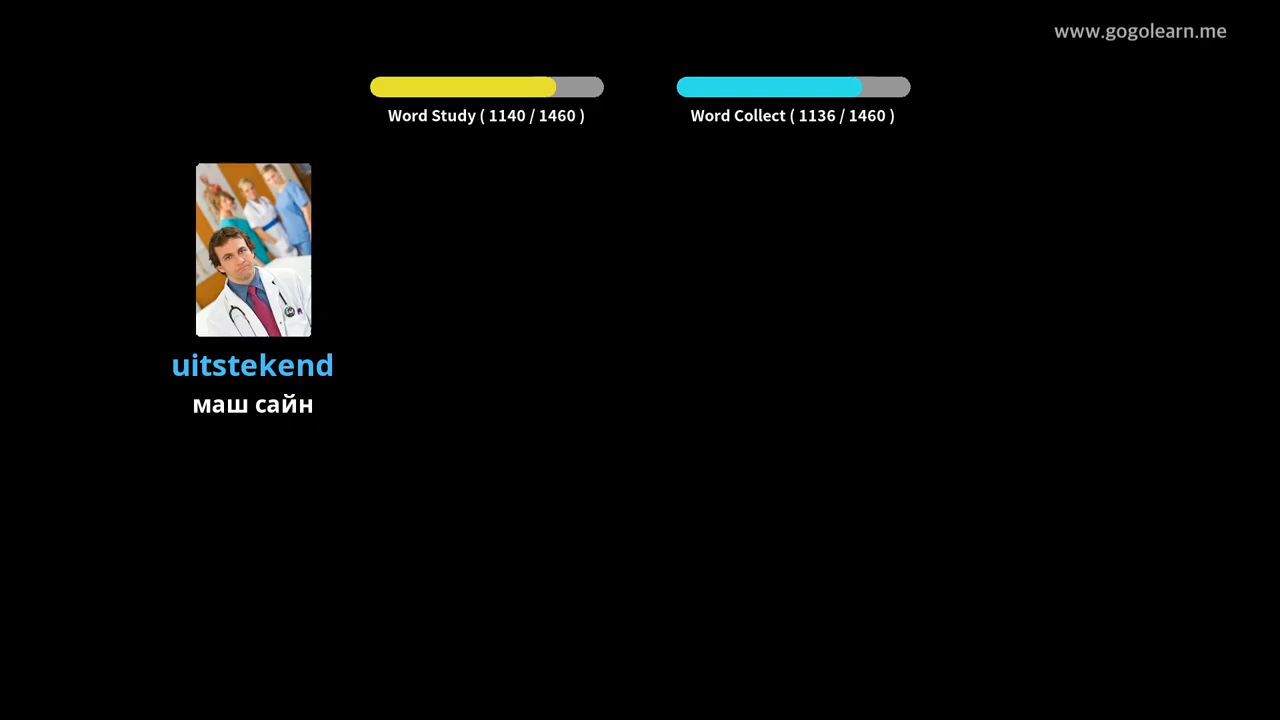 www.gogolearn.me
Word Study ( 1140 / 1460 )
Word Collect ( 1136 / 1460 )
uitstekend
маш сайн